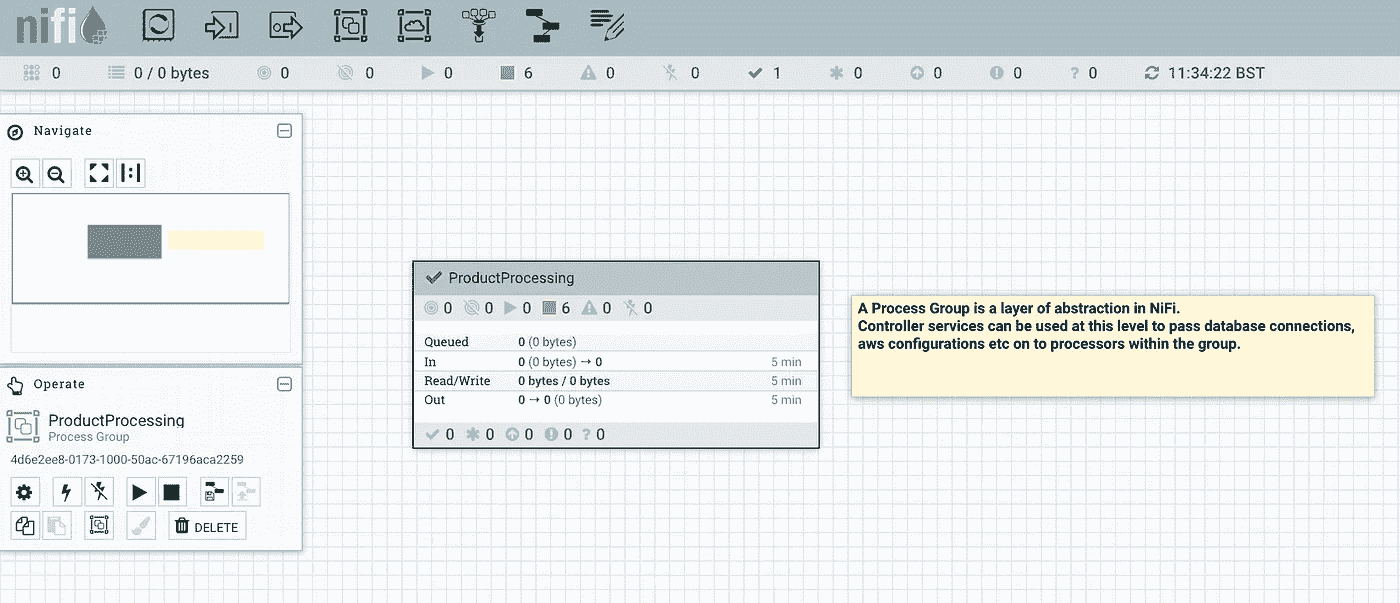 nifi
0 0 / 0 bytes 0 0 0 6 0 0 1 0 0 0 ? 0 11:34:22 BST
Navigate
ProductProcessing
0 0 0 6 0 0
Queued 0 (0 bytes)
In 0 (0 bytes) → 0 5 min
Read/Write 0 bytes / 0 bytes 5 min
Out 0 → 0 (0 bytes) 5 min
0 0 0 0 ? 0
A Process Group is a layer of abstraction in NiFi.
Controller services can be used at this level to pass database connections,
aws configurations etc on to processors within the group.
Operate
ProductProcessing
Process Group
4d6e2ee8-0173-1000-50ac-67196aca2259
DELETE